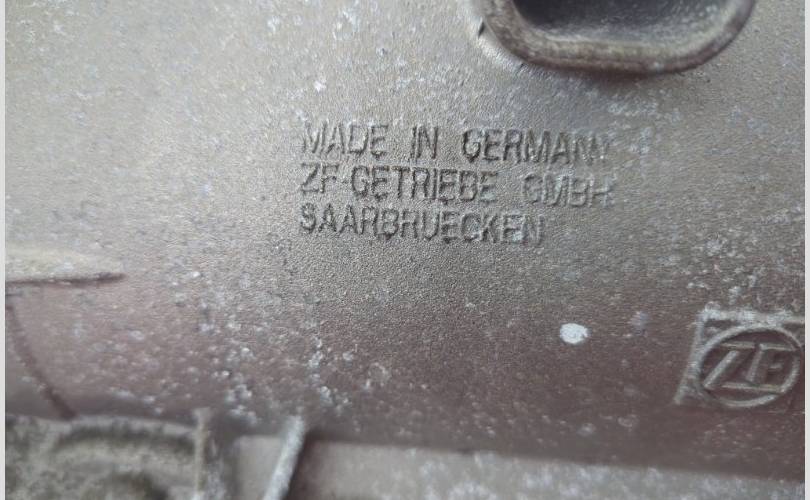 MADE IN GERMANY
ZF-GETRIEBE GMBH
SAARBRUECKEN
ZF